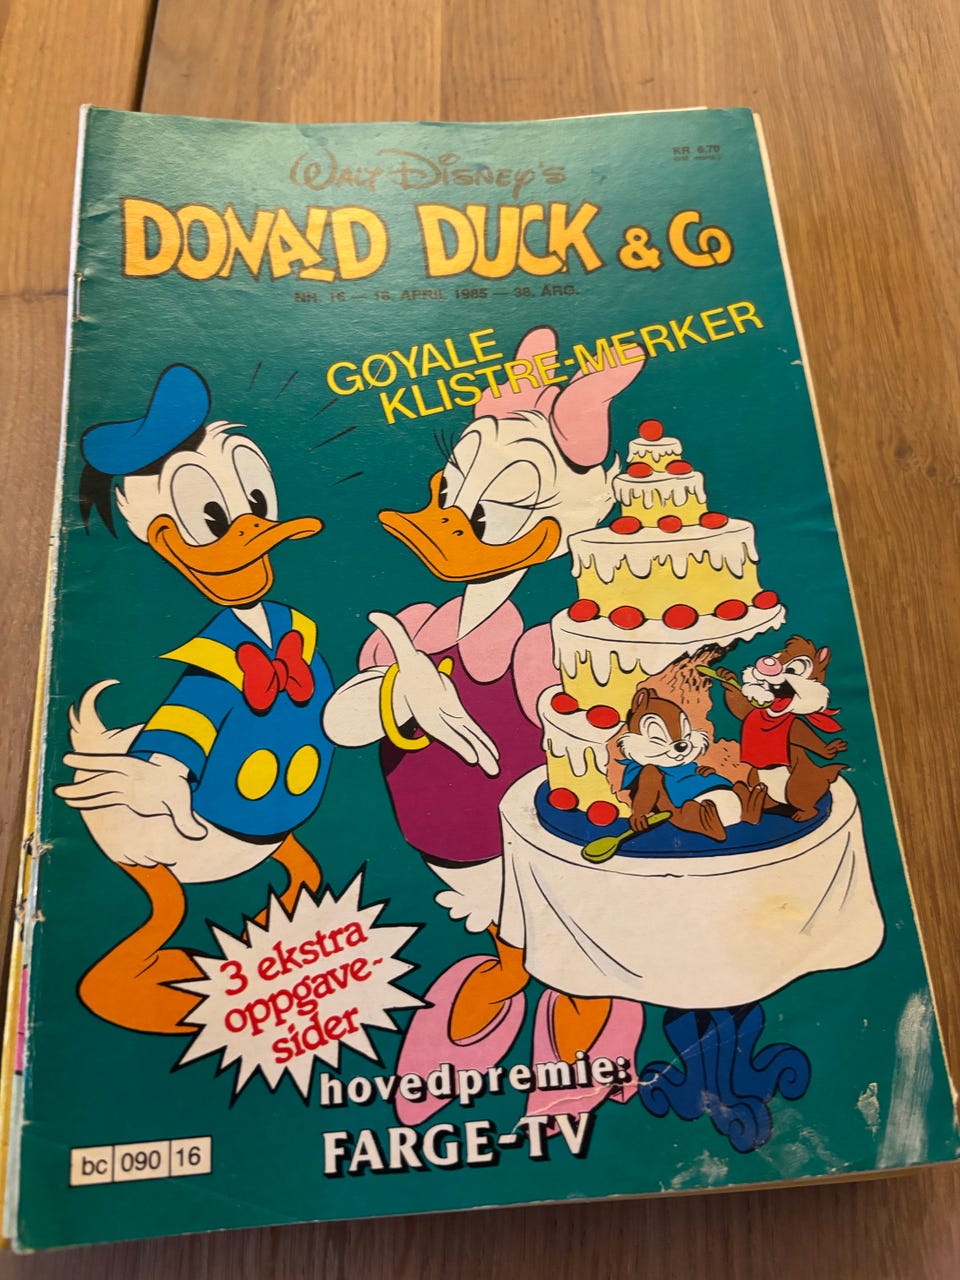 WALT DISNEY'S
DONALD DUCK & CO
KR. 6,70
NR. 16 — 16. APRIL 1985 — 38. ÅRG.
GØYALE
KLISTRE-MERKER
3 ekstra
oppgave-
sider
hovedpremie:
FARGE-TV
bc 090 16